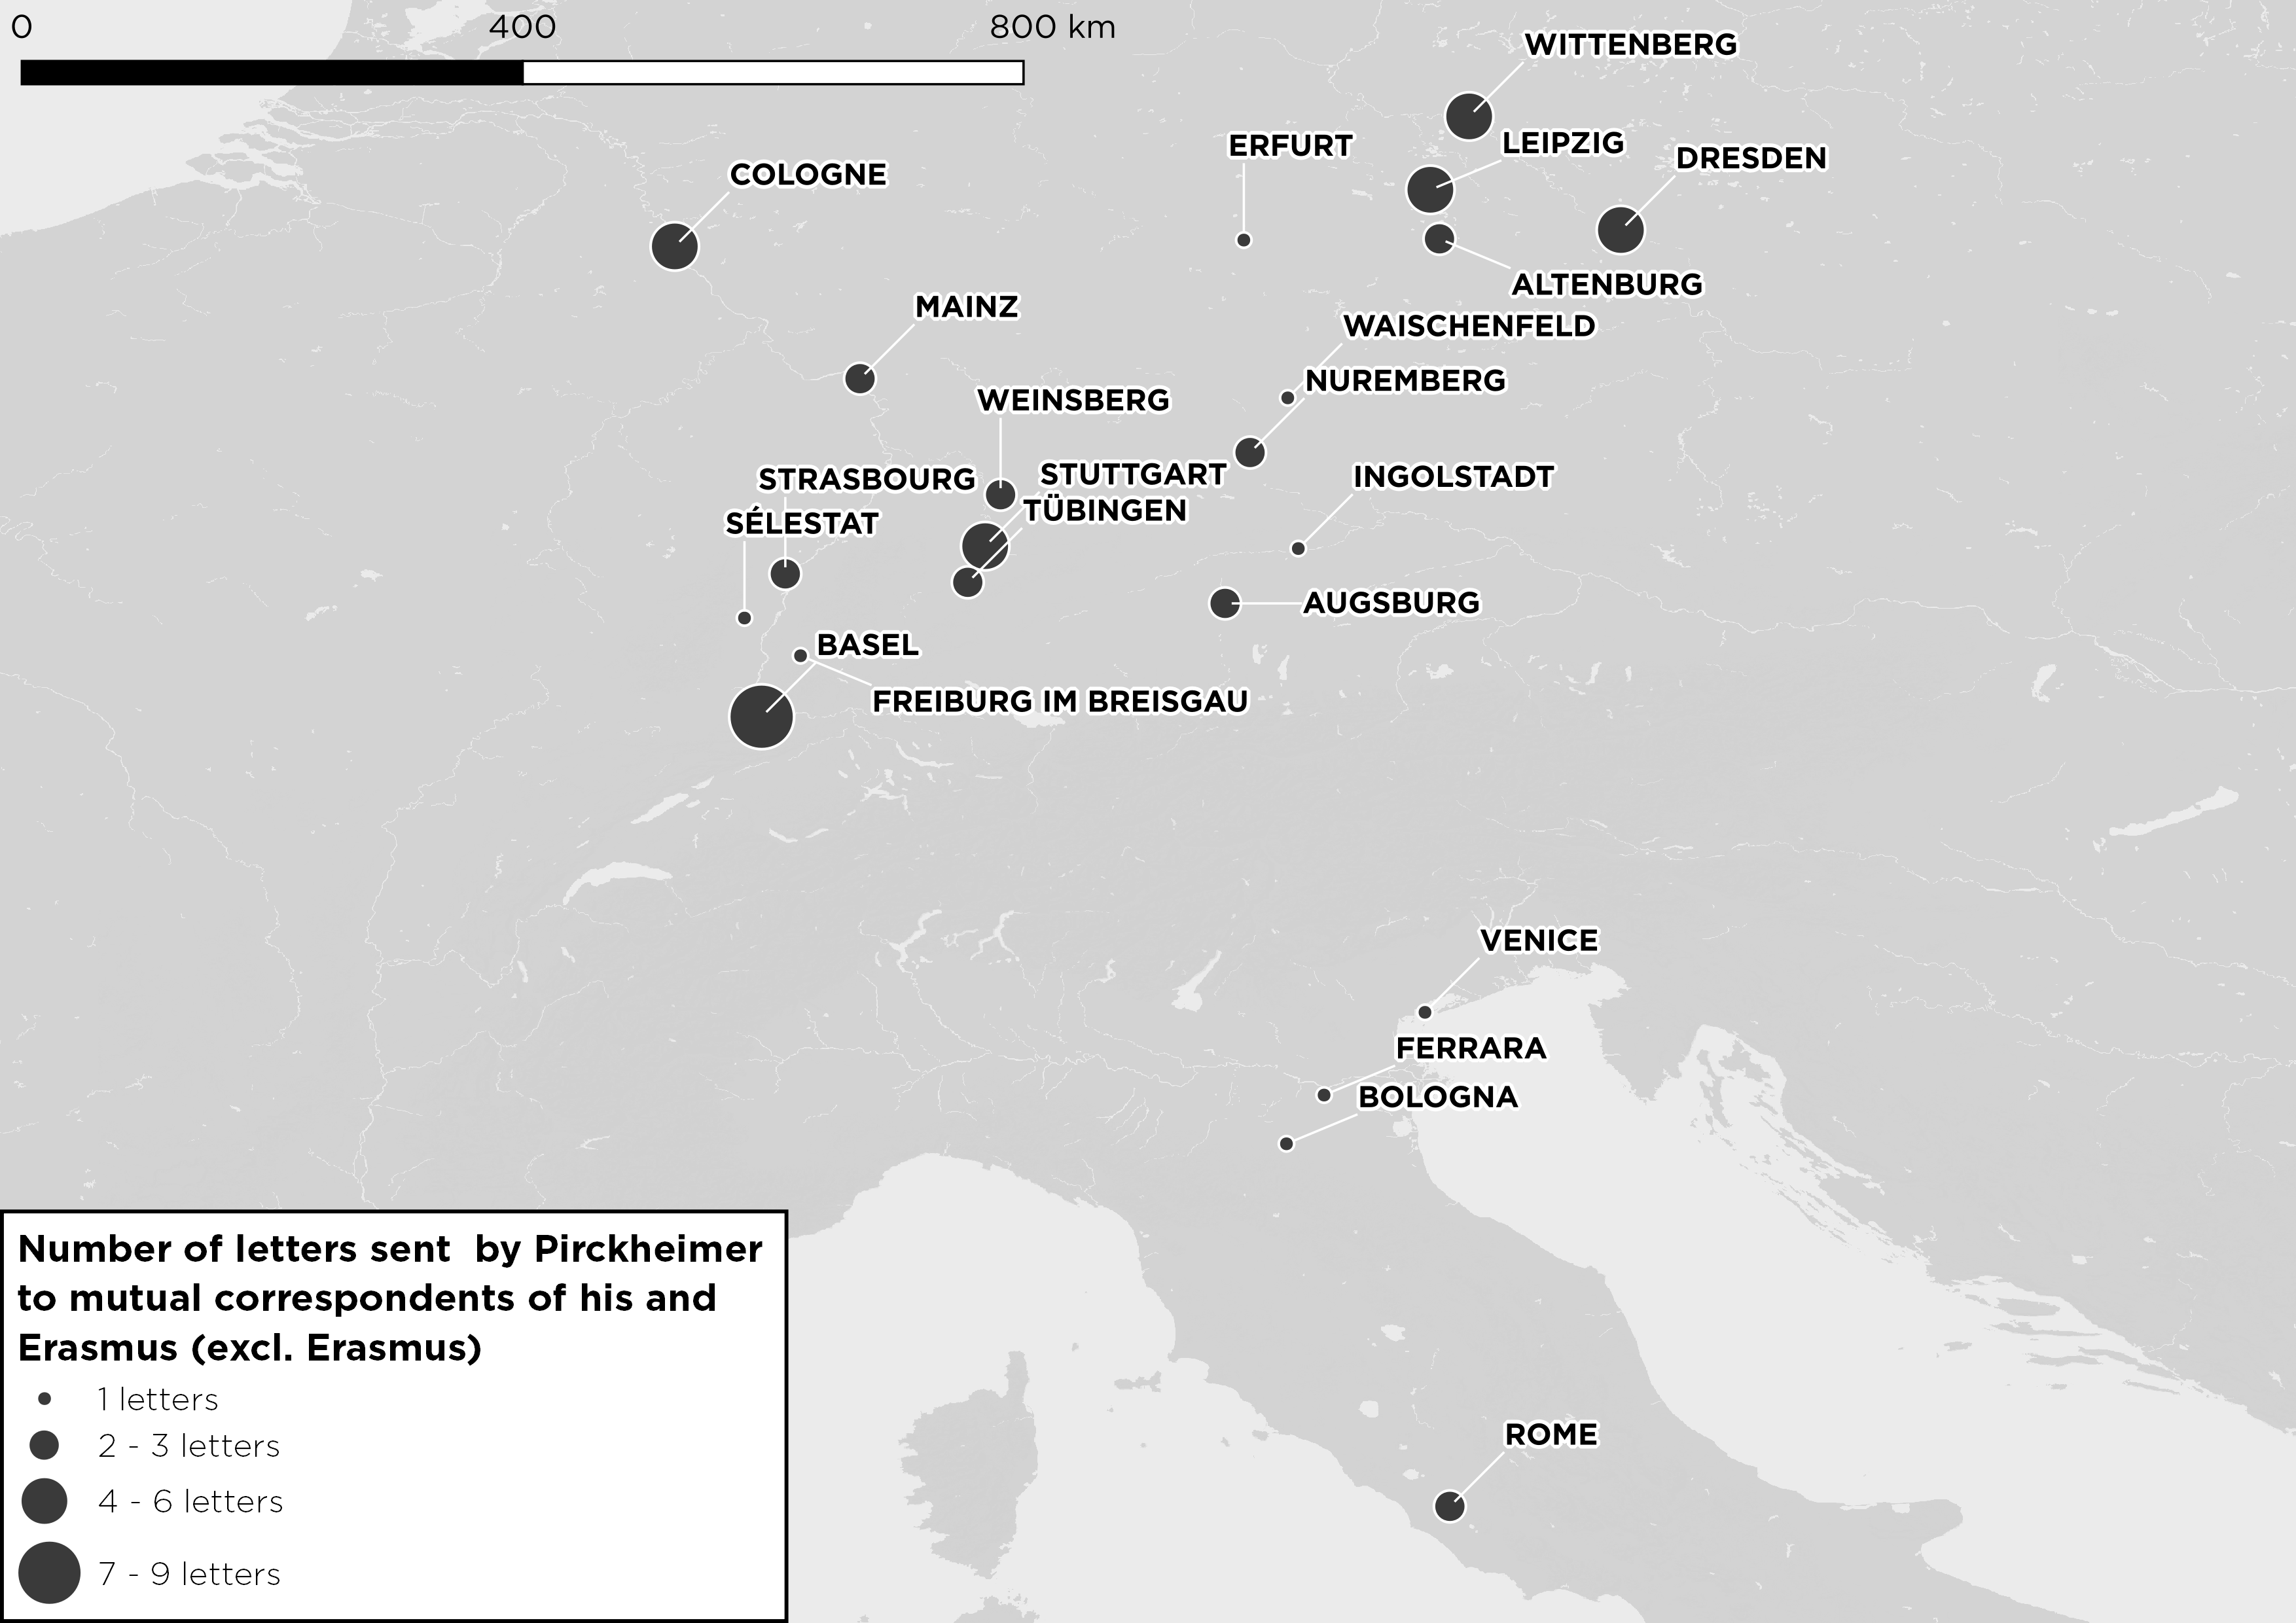 0 400 800 km
WITTENBERG
ERFURT
LEIPZIG
DRESDEN
COLOGNE
ALTENBURG
MAINZ
WAISCHENFELD
NUREMBERG
WEINSBERG
STRASBOURG
STUTTGART
INGOLSTADT
TÜBINGEN
SÉLESTAT
AUGSBURG
BASEL
FREIBURG IM BREISGAU
VENICE
FERRARA
BOLOGNA
ROME
Number of letters sent by Pirckheimer
to mutual correspondents of his and
Erasmus (excl. Erasmus)
1 letters
2 - 3 letters
4 - 6 letters
7 - 9 letters